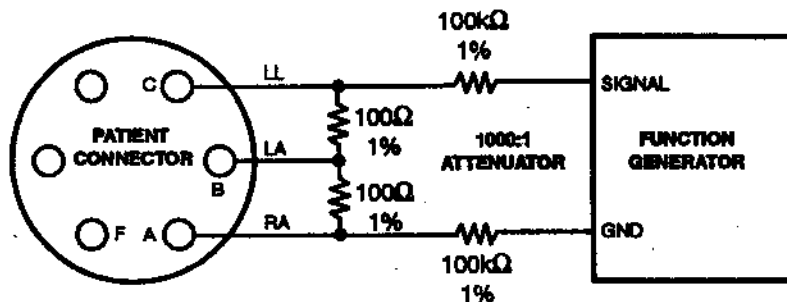 100kΩ
1%
C
LL
SIGNAL
100Ω
1%
PATIENT
CONNECTOR
LA
B
1000:1
ATTENUATOR
FUNCTION
GENERATOR
100Ω
1%
F
A
RA
GND
100kΩ
1%